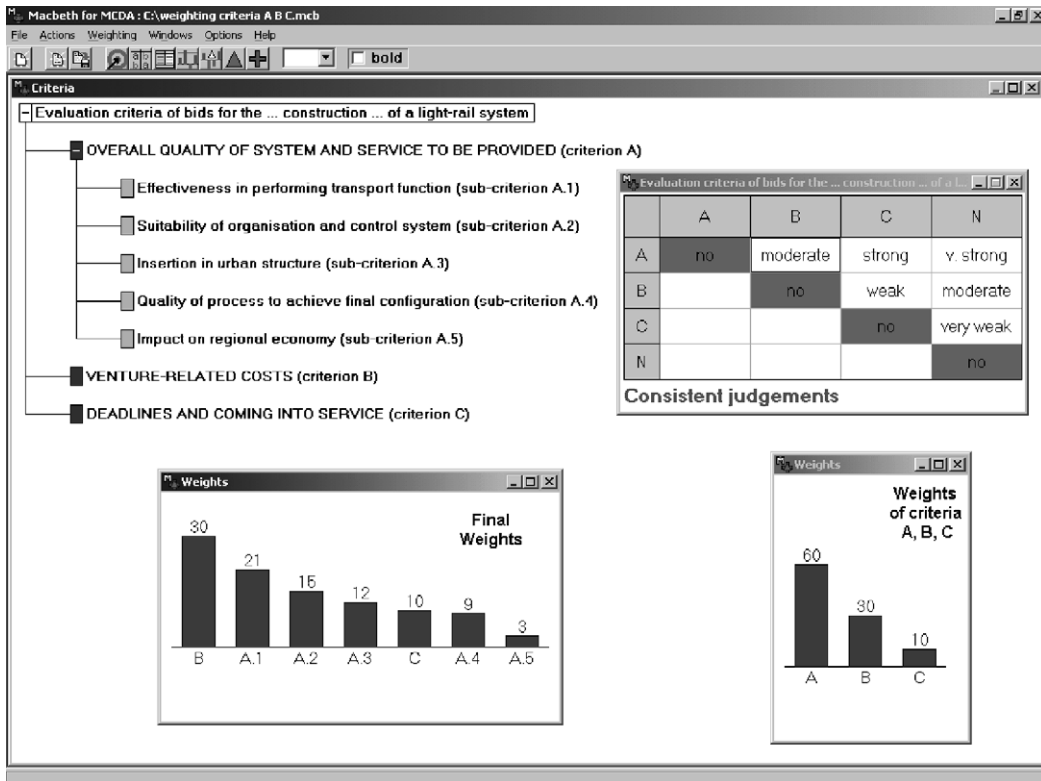 Macbeth for MCDA : C:\weighting criteria A B C.mcb
File Actions Weighting Windows Options Help
bold
Criteria
Evaluation criteria of bids for the ... construction ... of a light-rail system
OVERALL QUALITY OF SYSTEM AND SERVICE TO BE PROVIDED (criterion A)
Effectiveness in performing transport function (sub-criterion A.1)
Suitability of organisation and control system (sub-criterion A.2)
Insertion in urban structure (sub-criterion A.3)
Quality of process to achieve final configuration (sub-criterion A.4)
Impact on regional economy (sub-criterion A.5)
VENTURE-RELATED COSTS (criterion B)
DEADLINES AND COMING INTO SERVICE (criterion C)
Evaluation criteria of bids for the ... construction ... of a l...
A B C N
A no moderate strong v. strong
B no weak moderate
C no very weak
N no
Consistent judgements
Weights
Final
Weights
30 21 15 12 10 9 3
B A.1 A.2 A.3 C A.4 A.5
Weights
Weights
of criteria
A, B, C
60 30 10
A B C